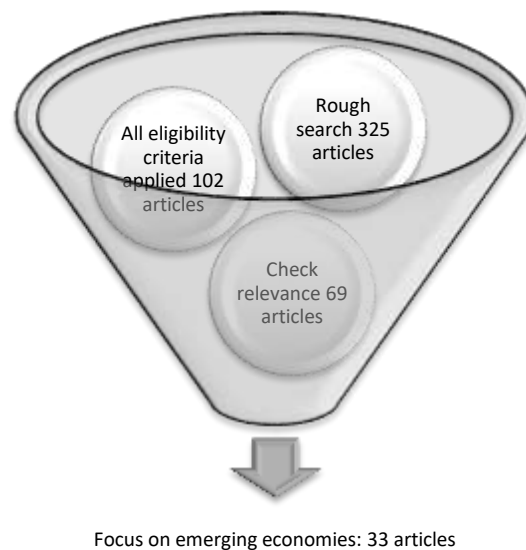 Rough
search 325
articles
All eligibility
criteria
applied 102
articles
Check
relevance 69
articles
Focus on emerging economies: 33 articles